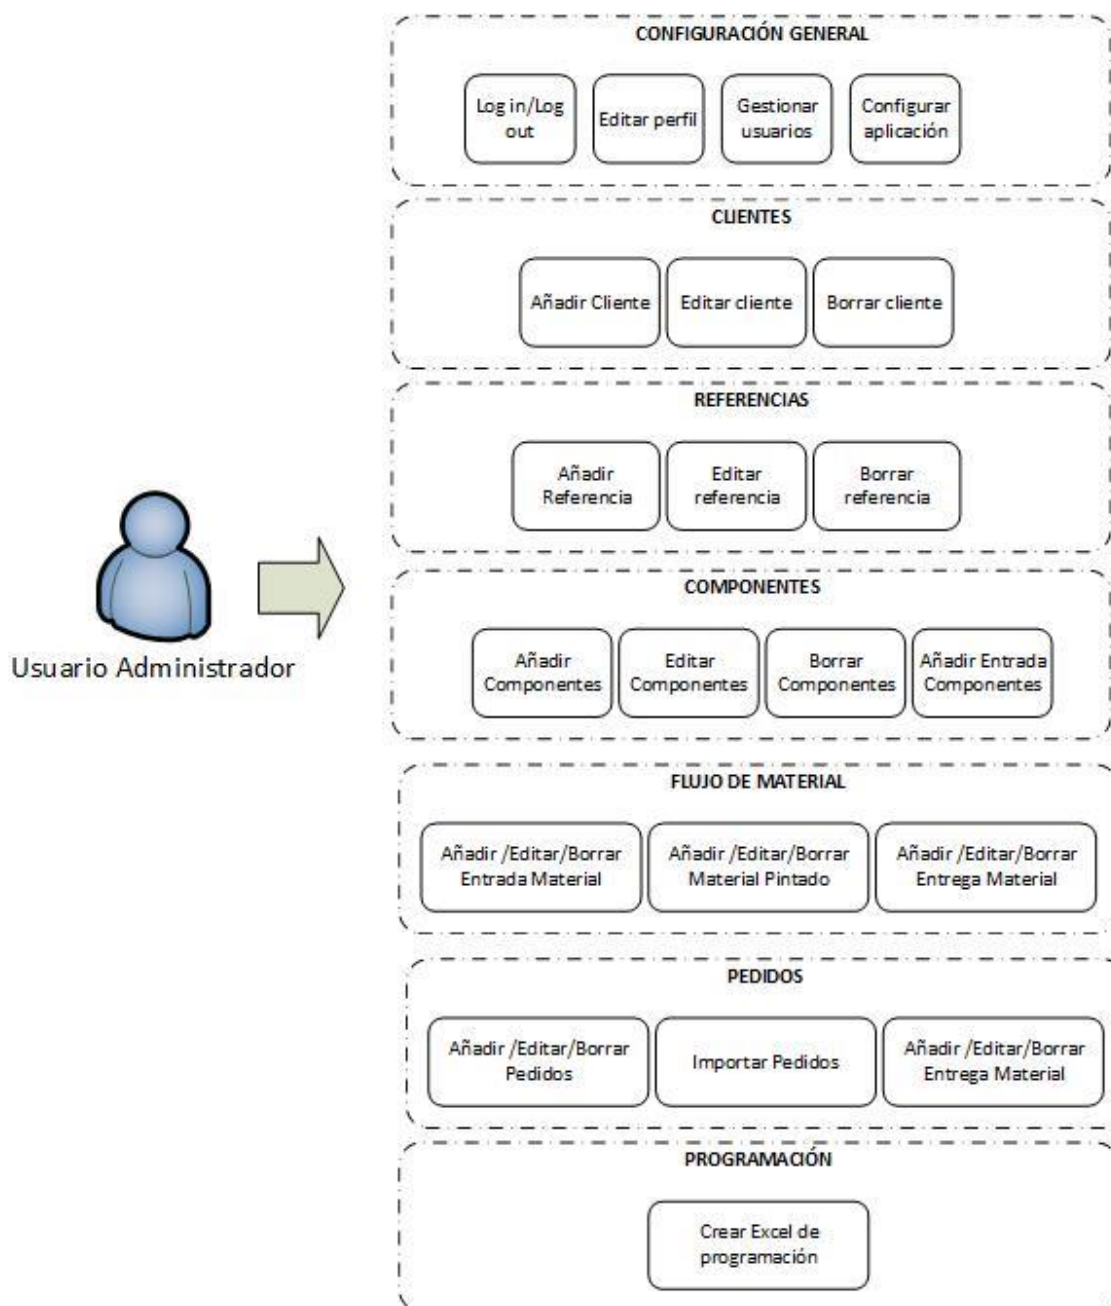 CONFIGURACIÓN GENERAL
Log in/Log
out
Editar perfil
Gestionar
usuarios
Configurar
aplicación
CLIENTES
Añadir Cliente
Editar cliente
Borrar cliente
REFERENCIAS
Añadir
Referencia
Editar
referencia
Borrar
referencia
Usuario Administrador
COMPONENTES
Añadir
Componentes
Editar
Componentes
Borrar
Componentes
Añadir Entrada
Componentes
FLUJO DE MATERIAL
Añadir /Editar/Borrar
Entrada Material
Añadir /Editar/Borrar
Material Pintado
Añadir /Editar/Borrar
Entrega Material
PEDIDOS
Añadir /Editar/Borrar
Pedidos
Importar Pedidos
Añadir /Editar/Borrar
Entrega Material
PROGRAMACIÓN
Crear Excel de
programación